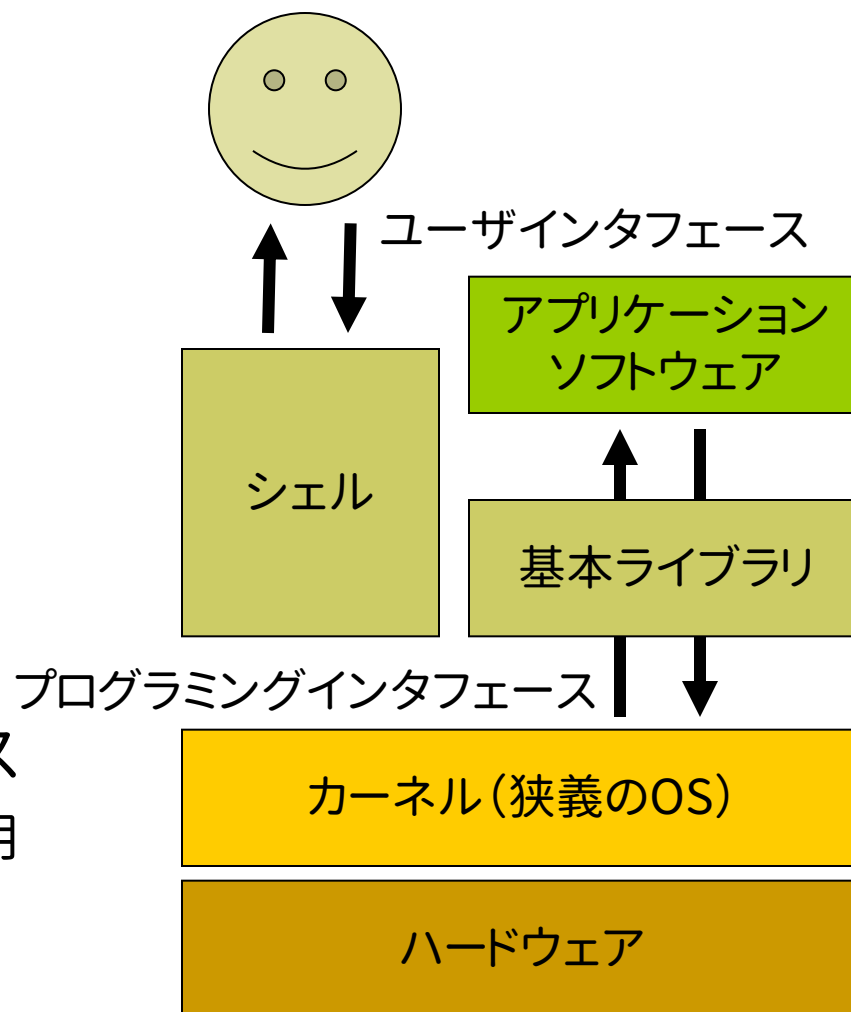 ユーザインタフェース
アプリケーション
ソフトウェア
シェル
基本ライブラリ
プログラミングインタフェース
ス
カーネル（狭義のOS）
ハードウェア